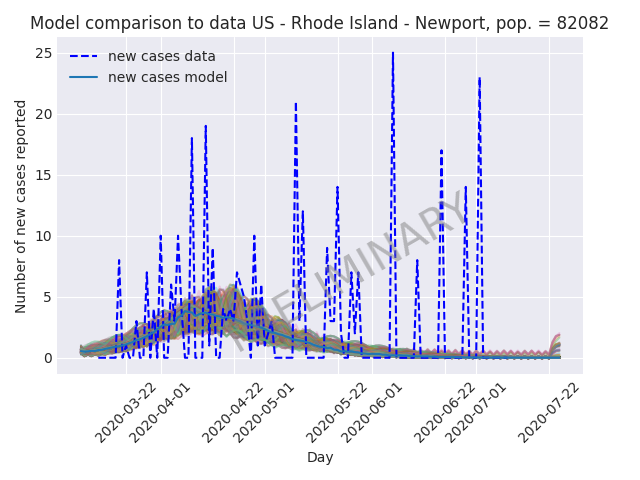 Model comparison to data US - Rhode Island - Newport, pop. = 82082
new cases data
new cases model
Number of new cases reported
25
20
15
10
5
0
PRELIMINARY
2020-03-22
2020-04-01
2020-04-22
2020-05-01
2020-05-22
2020-06-01
2020-06-22
2020-07-01
2020-07-22
Day